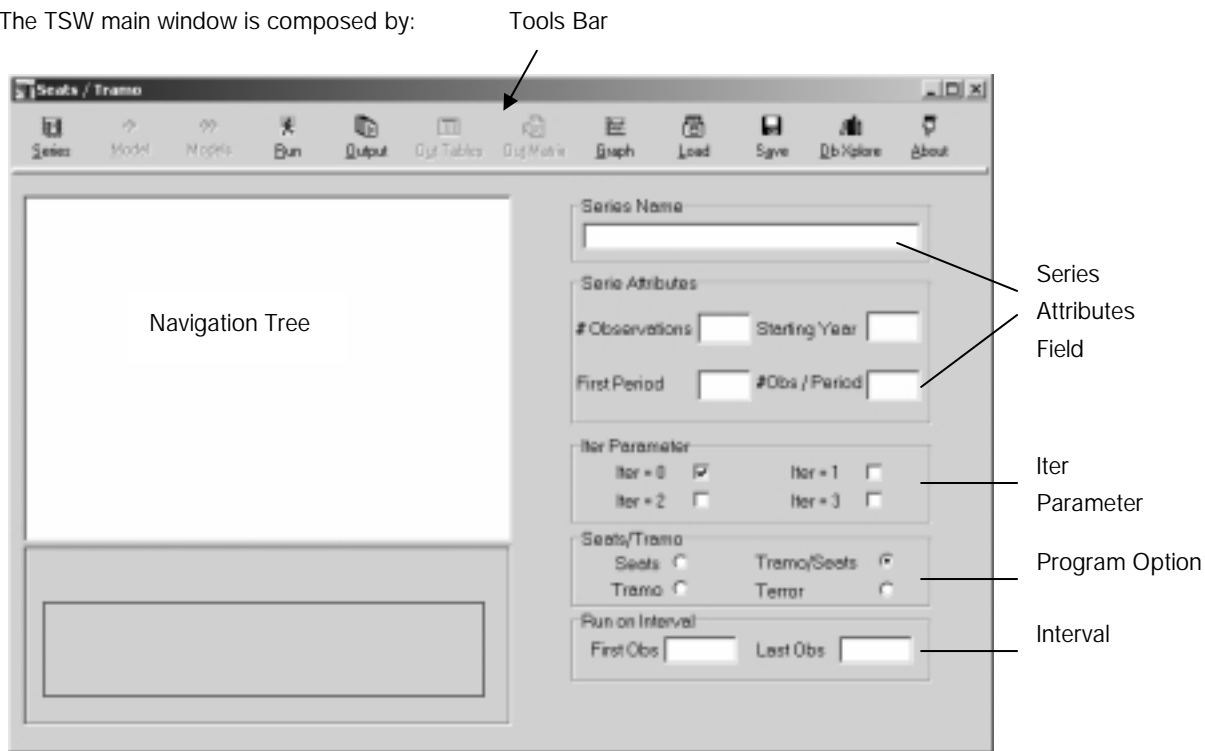 The TSW main window is composed by: Tools Bar
Seats / Tramo
Series Model Models Run Output Out Tables Out Matrix Graph Load Save Db Xplore About
Series Name
Navigation Tree
Serie Attributes
# Observations Starting Year
First Period #Obs / Period
Series
Attributes
Field
Iter Parameter
Iter = 0 Iter = 1
Iter = 2 Iter = 3
Iter
Parameter
Seats/Tramo
Seats Tramo/Seats
Tramo Terror
Program Option
Run on Interval
First Obs Last Obs
Interval